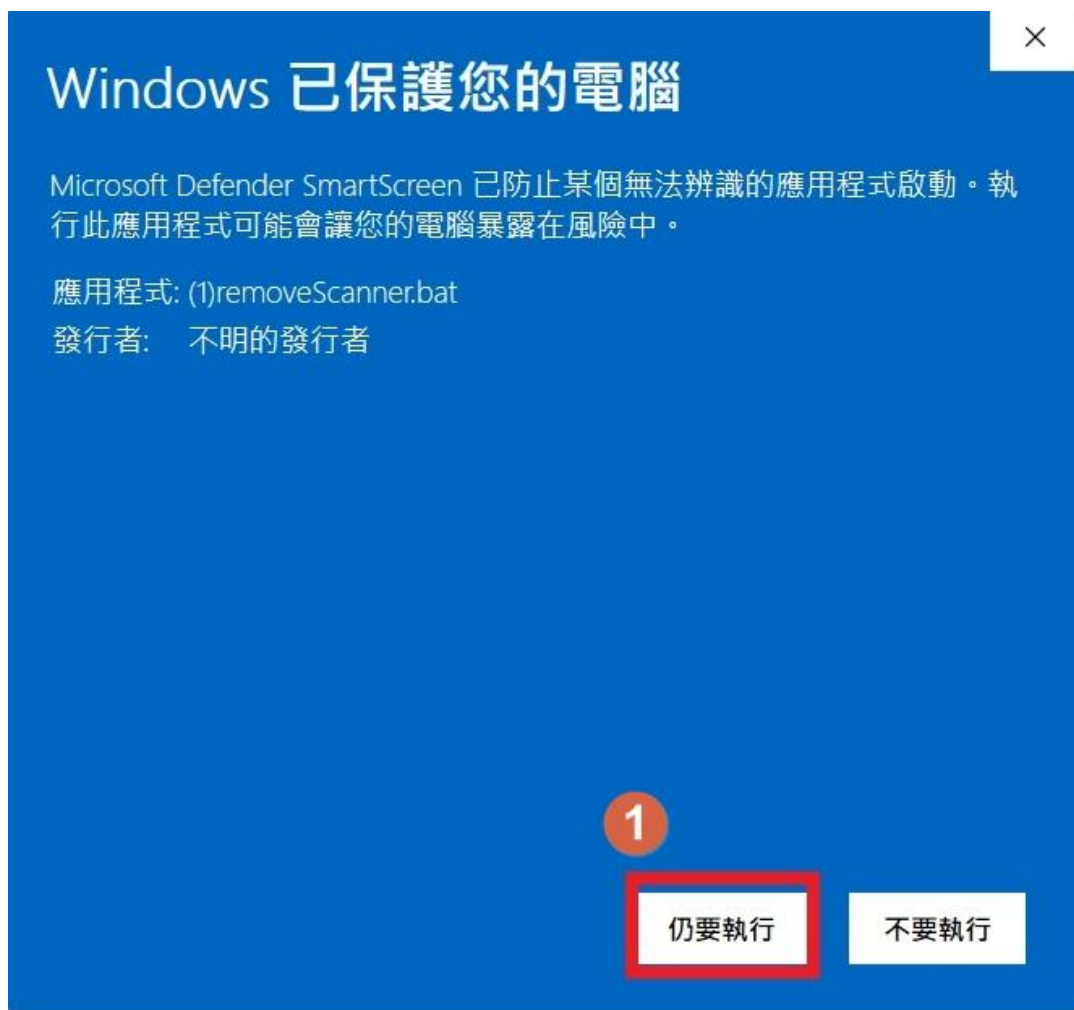 Windows 已保護您的電腦
Microsoft Defender SmartScreen 已防止某個無法辨識的應用程式啟動。執
行此應用程式可能會讓您的電腦暴露在風險中。
應用程式: (1)removeScanner.bat
發行者: 不明的發行者
1
仍要執行 不要執行